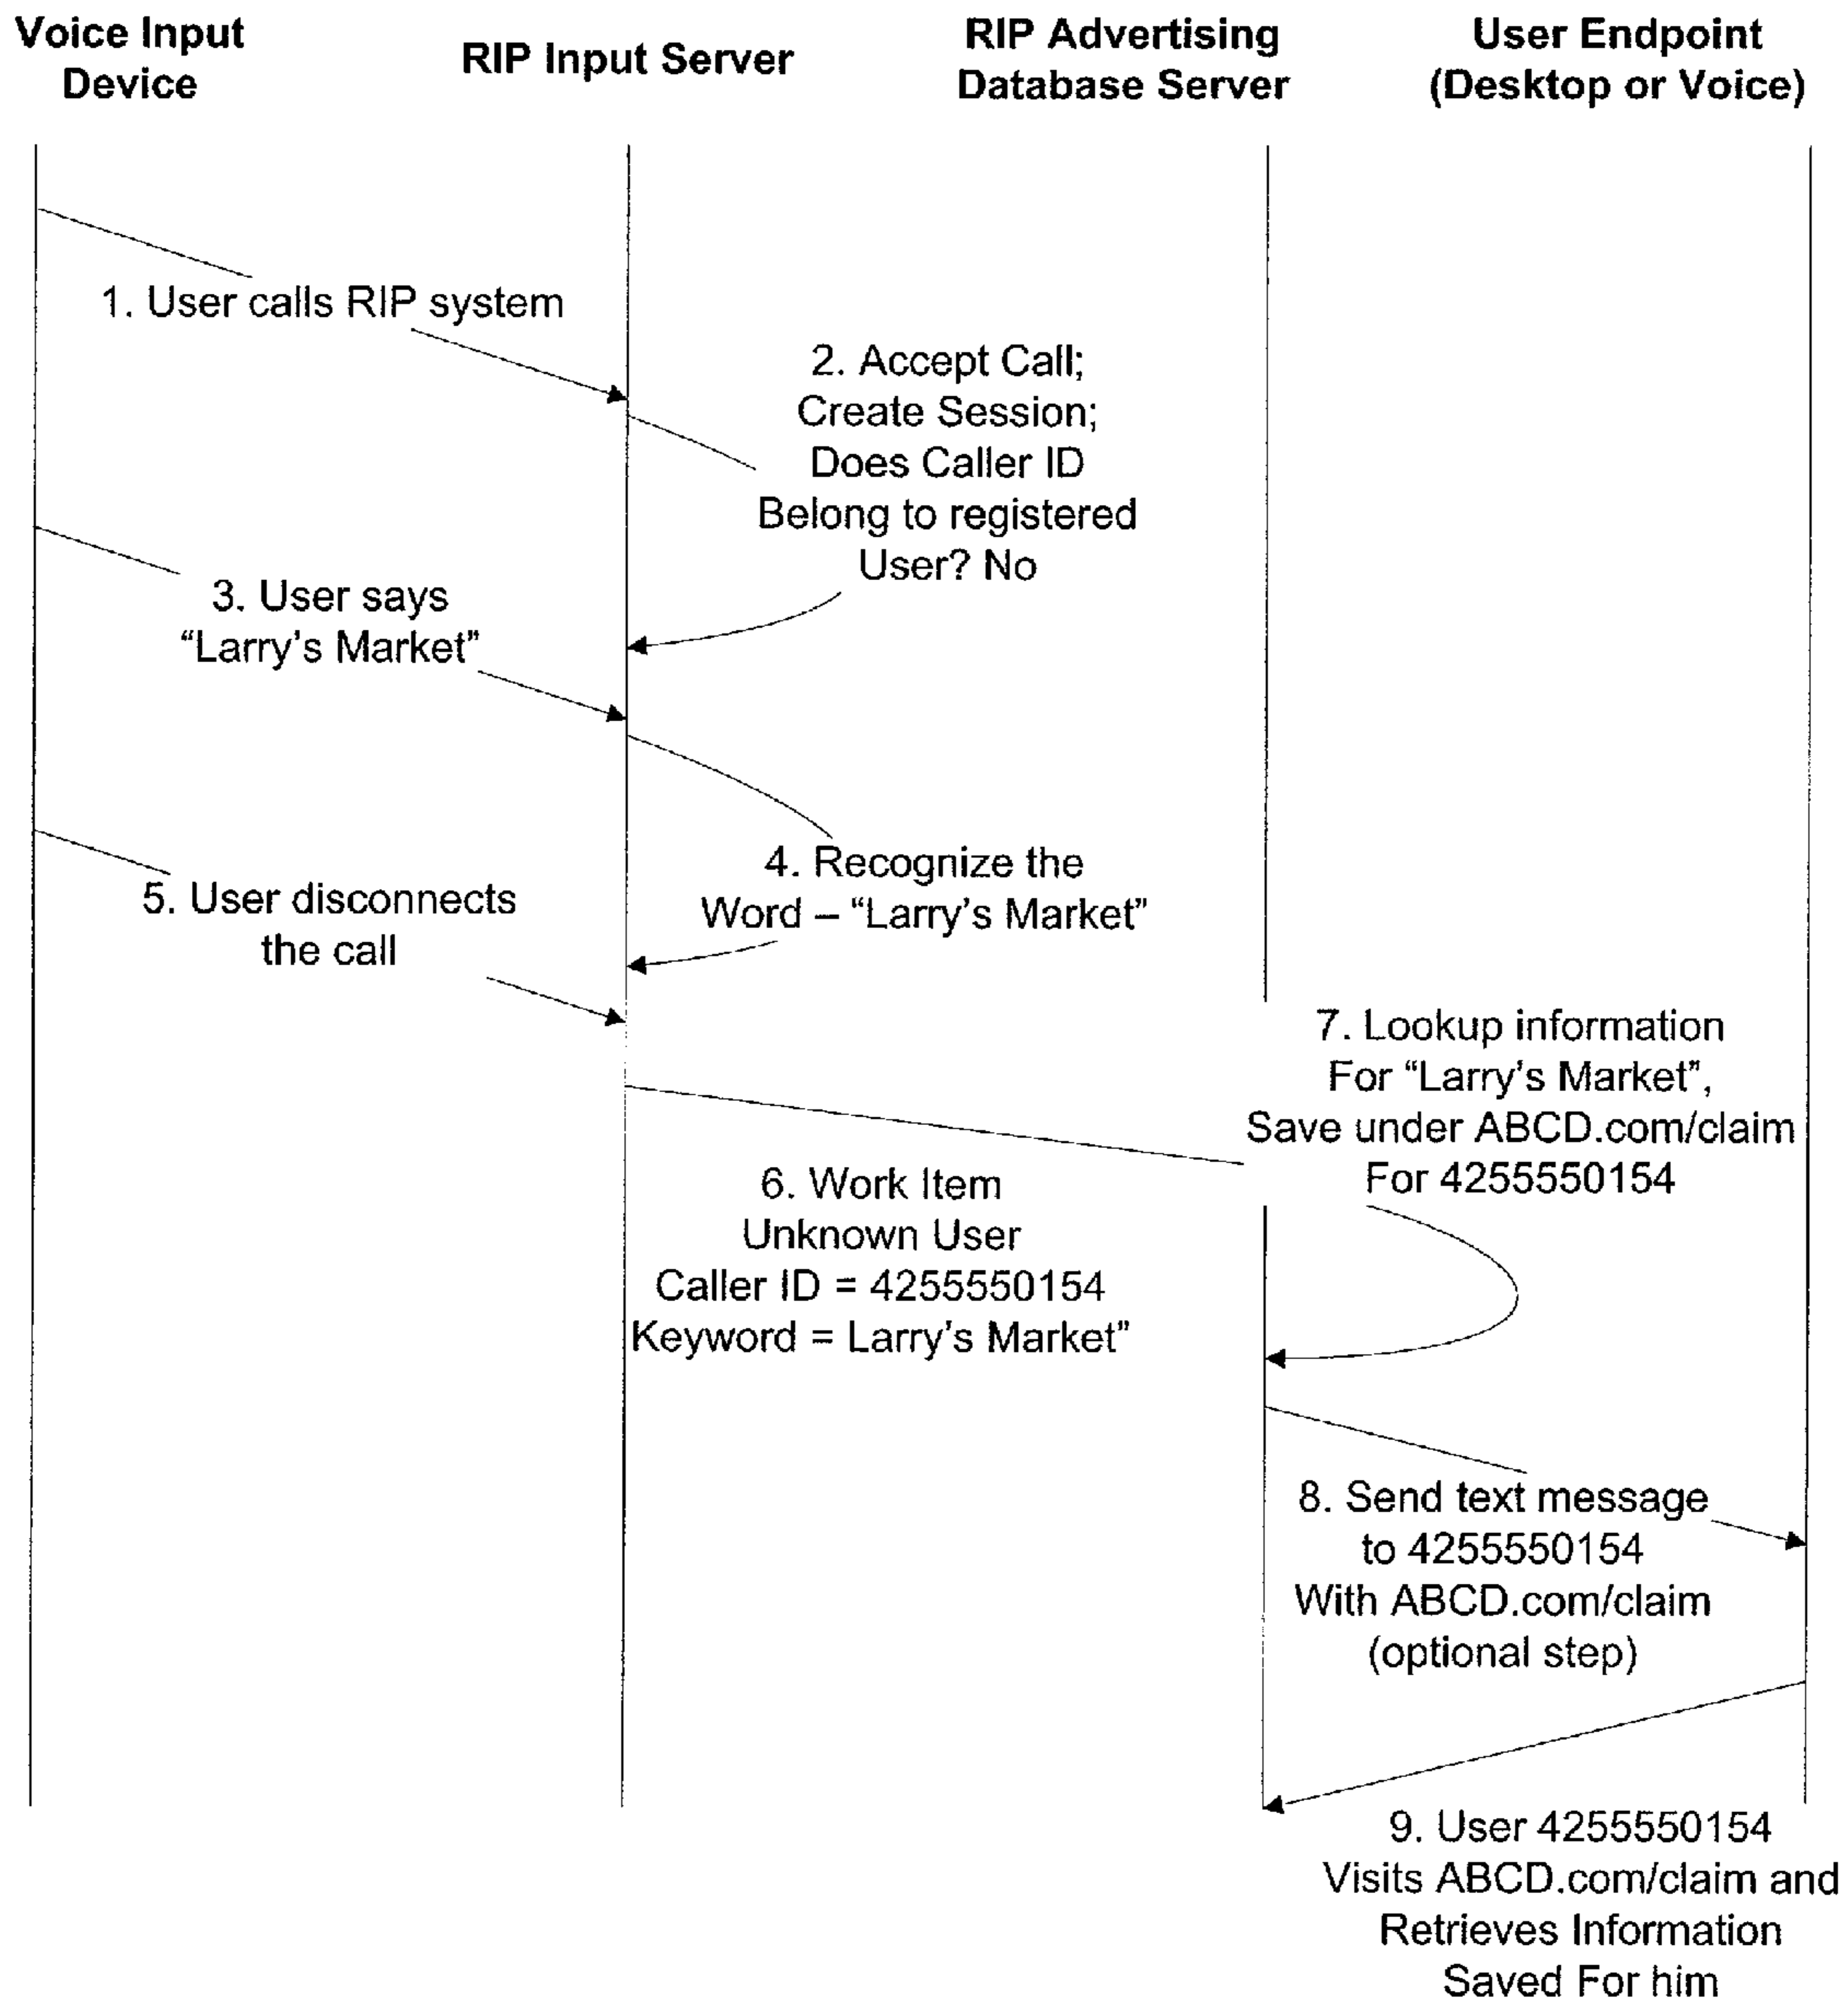 Voice Input
Device
RIP Input Server
RIP Advertising
Database Server
User Endpoint
(Desktop or Voice)
1. User calls RIP system
2. Accept Call;
Create Session;
Does Caller ID
Belong to registered
User? No
3. User says
“Larry’s Market”
4. Recognize the
Word – “Larry’s Market”
5. User disconnects
the call
6. Work Item
Unknown User
Caller ID = 4255550154
Keyword = Larry’s Market”
7. Lookup information
For “Larry’s Market”,
Save under ABCD.com/claim
For 4255550154
8. Send text message
to 4255550154
With ABCD.com/claim
(optional step)
9. User 4255550154
Visits ABCD.com/claim and
Retrieves Information
Saved For him